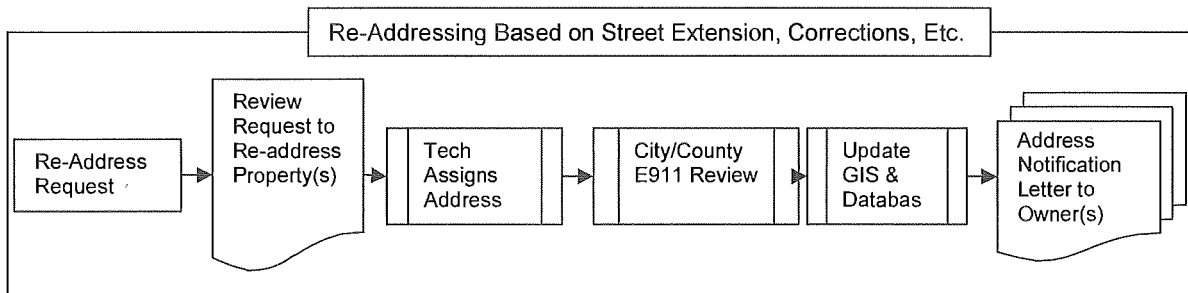 Re-Addressing Based on Street Extension, Corrections, Etc.
Re-Address
Request
Review
Request to
Re-address
Property(s)
Tech
Assigns
Address
City/County
E911 Review
Update
GIS &
Databas
Address
Notification
Letter to
Owner(s)